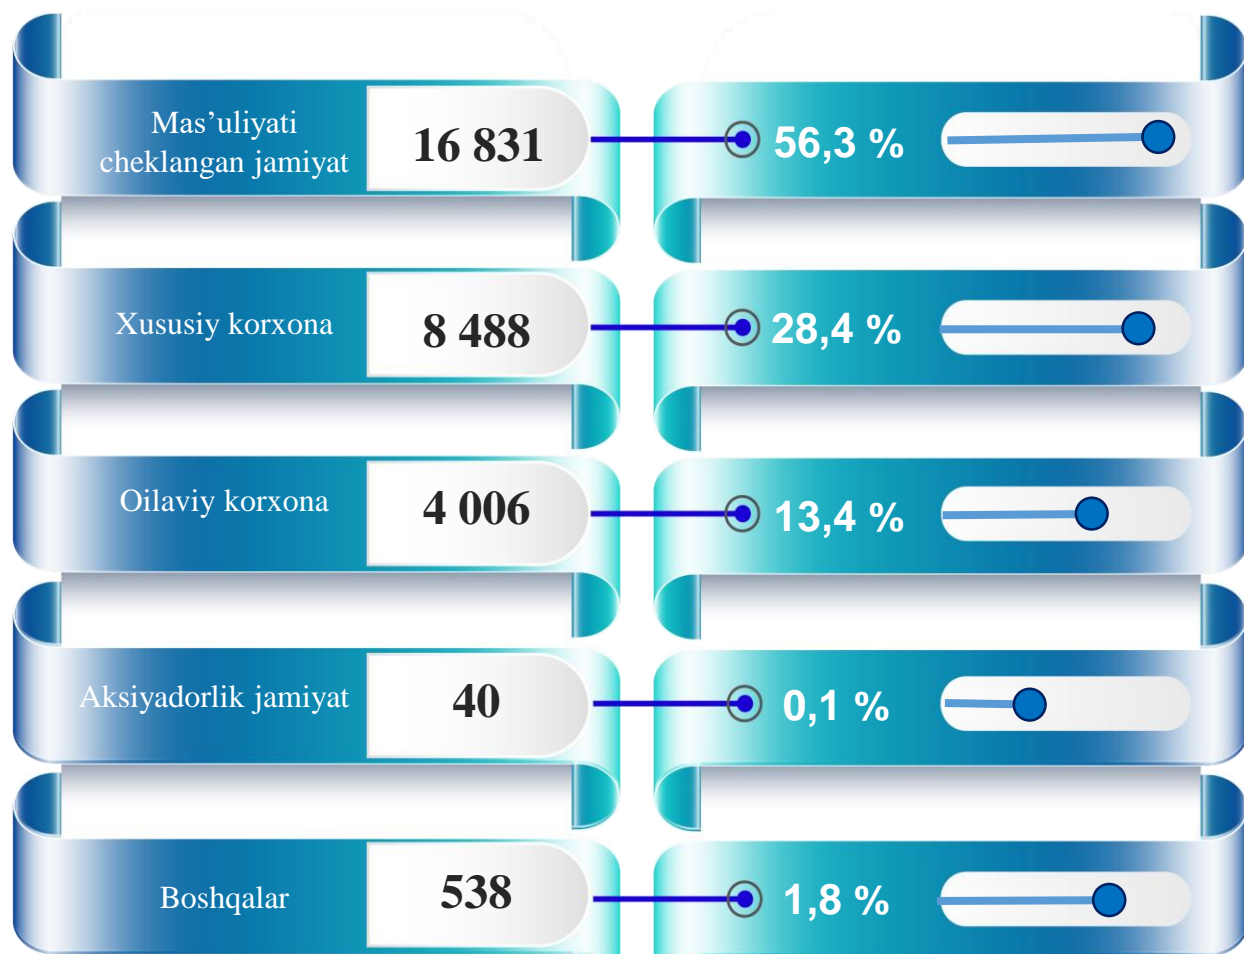 Mas’uliyati
cheklangan jamiyat
16 831
56,3 %
Xususiy korxona
8 488
28,4 %
Oilaviy korxona
4 006
13,4 %
Aksiyadorlik jamiyat
40
0,1 %
Boshqalar
538
1,8 %